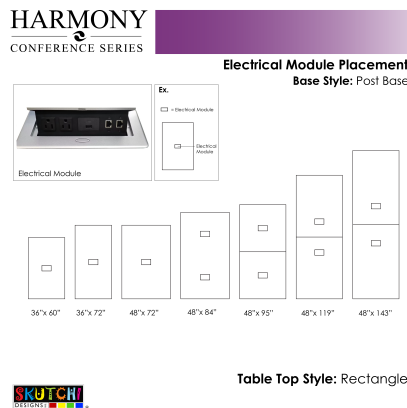 HARMONY
CONFERENCE SERIES
Electrical Module Placement
Base Style: Post Base
Ex.
= Electrical Module
Electrical
Module
Electrical Module
36"x 60" 36"x 72" 48"x 72" 48"x 84" 48"x 95" 48"x 119" 48"x 143"
Table Top Style: Rectangle
SKUTCHI
DESIGNS